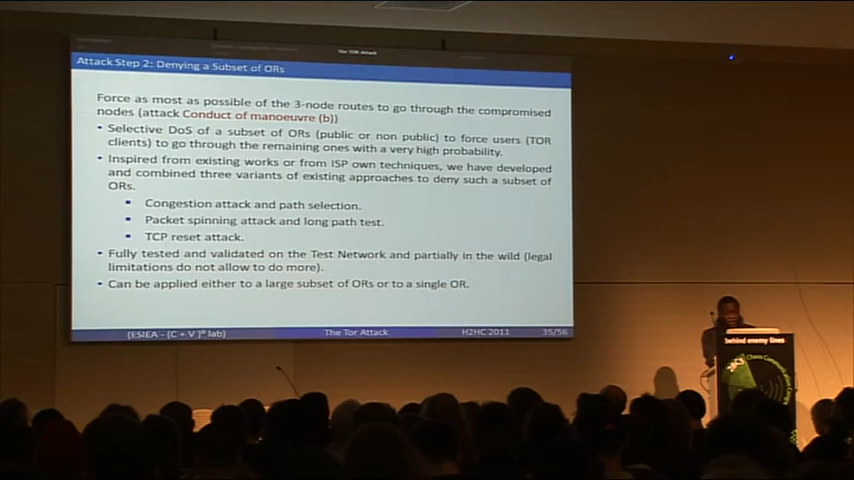 The TOR Attack
Attack Step 2: Denying a Subset of ORs
Force as most as possible of the 3-node routes to go through the compromised
nodes (attack Conduct of manoeuvre (b))
• Selective DoS of a subset of ORs (public or non public) to force users (TOR
clients) to go through the remaining ones with a very high probability.
• Inspired from existing works or from ISP own techniques, we have developed
and combined three variants of existing approaches to deny such a subset of
ORs.
Congestion attack and path selection.
Packet spinning attack and long path test.
TCP reset attack.
• Fully tested and validated on the Test Network and partially in the wild (legal
limitations do not allow to do more).
• Can be applied either to a large subset of ORs or to a single OR.
(ESIEA - (C + V)ᴼ lab) The Tor Attack H2HC 2011 35/56
behind enemy lines
28C3